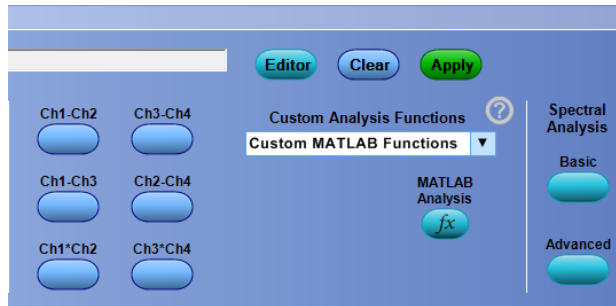 Editor Clear Apply
Ch1-Ch2 Ch3-Ch4
Custom Analysis Functions ?
Custom MATLAB Functions ▼
Spectral
Analysis
Basic
Ch1-Ch3 Ch2-Ch4
MATLAB
Analysis
fx
Ch1*Ch2 Ch3*Ch4
Advanced